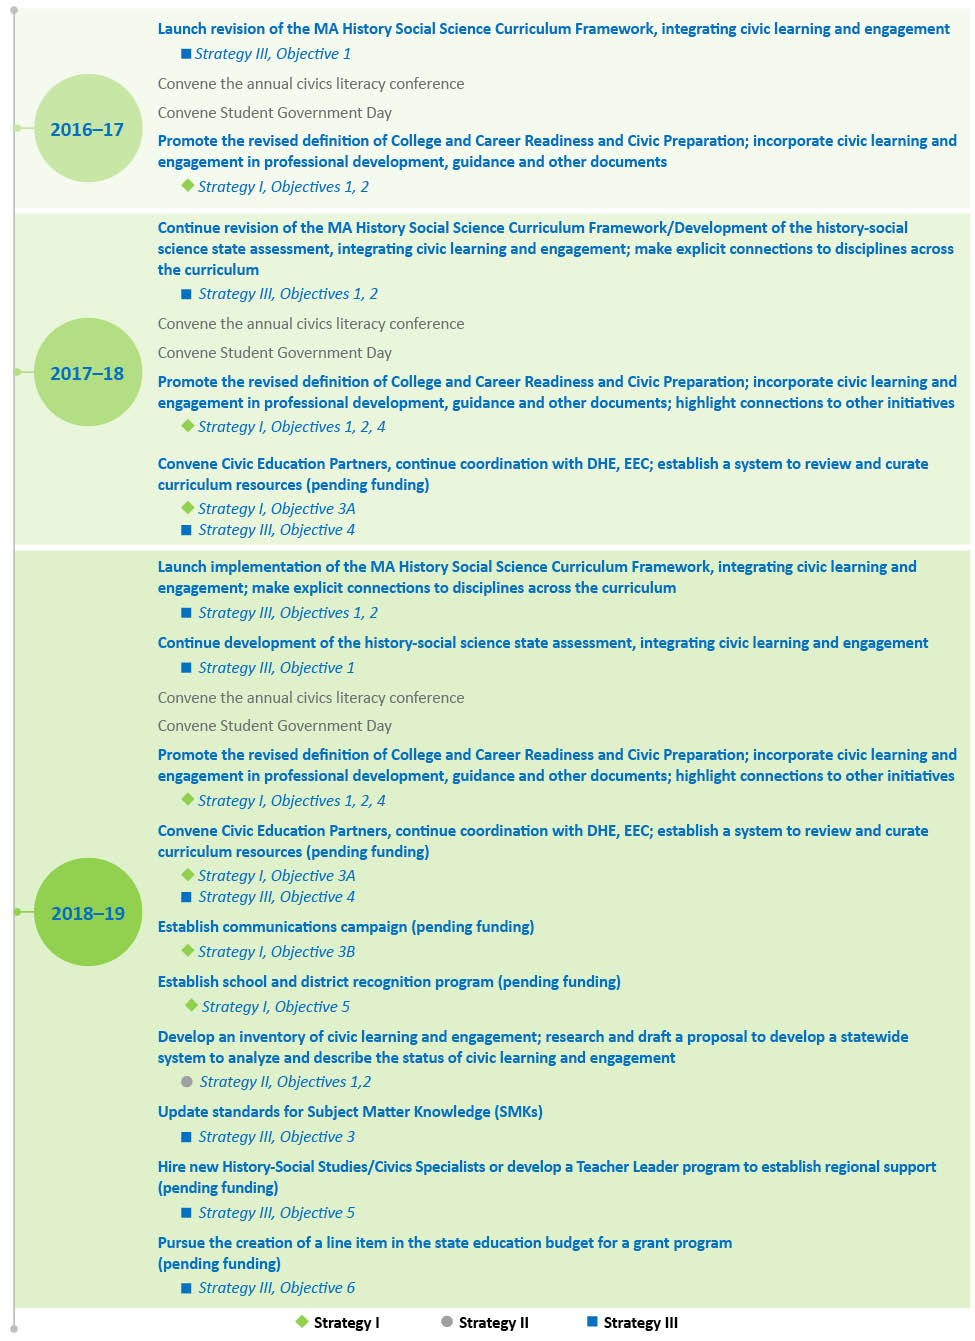 Launch revision of the MA History Social Science Curriculum Framework, integrating civic learning and engagement
Strategy III, Objective 1
Convene the annual civics literacy conference
Convene Student Government Day
2016–17
Promote the revised definition of College and Career Readiness and Civic Preparation; incorporate civic learning and
engagement in professional development, guidance and other documents
Strategy I, Objectives 1, 2
Continue revision of the MA History Social Science Curriculum Framework/Development of the history-social
science state assessment, integrating civic learning and engagement; make explicit connections to disciplines across
the curriculum
Strategy III, Objectives 1, 2
Convene the annual civics literacy conference
Convene Student Government Day
2017–18
Promote the revised definition of College and Career Readiness and Civic Preparation; incorporate civic learning and
engagement in professional development, guidance and other documents; highlight connections to other initiatives
Strategy I, Objectives 1, 2, 4
Convene Civic Education Partners, continue coordination with DHE, EEC; establish a system to review and curate
curriculum resources (pending funding)
Strategy I, Objective 3A
Strategy III, Objective 4
Launch implementation of the MA History Social Science Curriculum Framework, integrating civic learning and
engagement; make explicit connections to disciplines across the curriculum
Strategy III, Objectives 1, 2
Continue development of the history-social science state assessment, integrating civic learning and engagement
Strategy III, Objective 1
Convene the annual civics literacy conference
Convene Student Government Day
Promote the revised definition of College and Career Readiness and Civic Preparation; incorporate civic learning and
engagement in professional development, guidance and other documents; highlight connections to other initiatives
Strategy I, Objectives 1, 2, 4
Convene Civic Education Partners, continue coordination with DHE, EEC; establish a system to review and curate
curriculum resources (pending funding)
Strategy I, Objective 3A
Strategy III, Objective 4
2018–19
Establish communications campaign (pending funding)
Strategy I, Objective 3B
Establish school and district recognition program (pending funding)
Strategy I, Objective 5
Develop an inventory of civic learning and engagement; research and draft a proposal to develop a statewide
system to analyze and describe the status of civic learning and engagement
Strategy II, Objectives 1,2
Update standards for Subject Matter Knowledge (SMKs)
Strategy III, Objective 3
Hire new History-Social Studies/Civics Specialists or develop a Teacher Leader program to establish regional support
(pending funding)
Strategy III, Objective 5
Pursue the creation of a line item in the state education budget for a grant program
(pending funding)
Strategy III, Objective 6
Strategy I
Strategy II
Strategy III